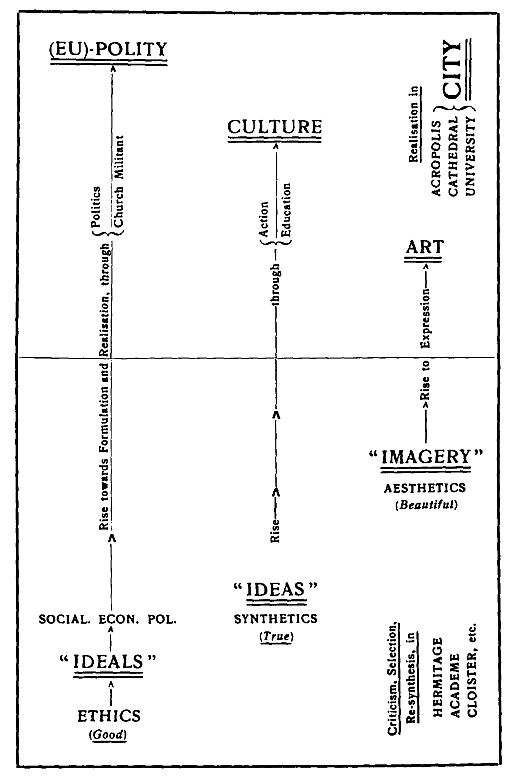 (EU)-POLITY
Politics
Church Militant
Rise towards Formulation and Realisation, through
SOCIAL. ECON. POL.
“IDEALS”
ETHICS
(Good)
CULTURE
Action
Education
Rise
through
“IDEAS”
SYNTHETICS
(True)
Realisation in
ACROPOLIS
CATHEDRAL
UNIVERSITY
CITY
ART
Rise to Expression
“IMAGERY”
AESTHETICS
(Beautiful)
Criticism, Selection,
Re-synthesis, in
HERMITAGE
ACADEME
CLOISTER, etc.